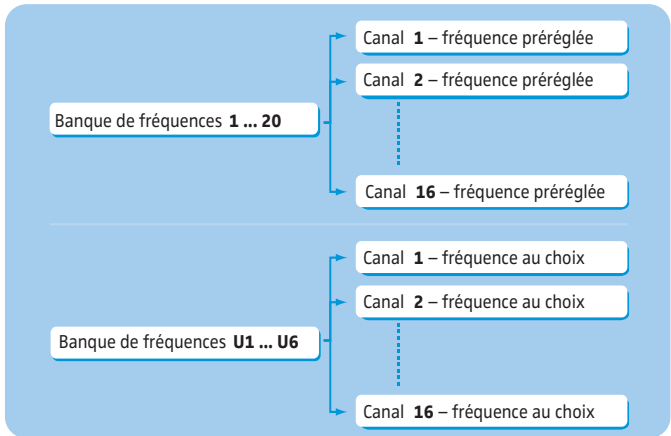 Canal 1 – fréquence préréglée
Canal 2 – fréquence préréglée
Banque de fréquences 1 ... 20
Canal 16 – fréquence préréglée
Canal 1 – fréquence au choix
Canal 2 – fréquence au choix
Banque de fréquences U1 ... U6
Canal 16 – fréquence au choix